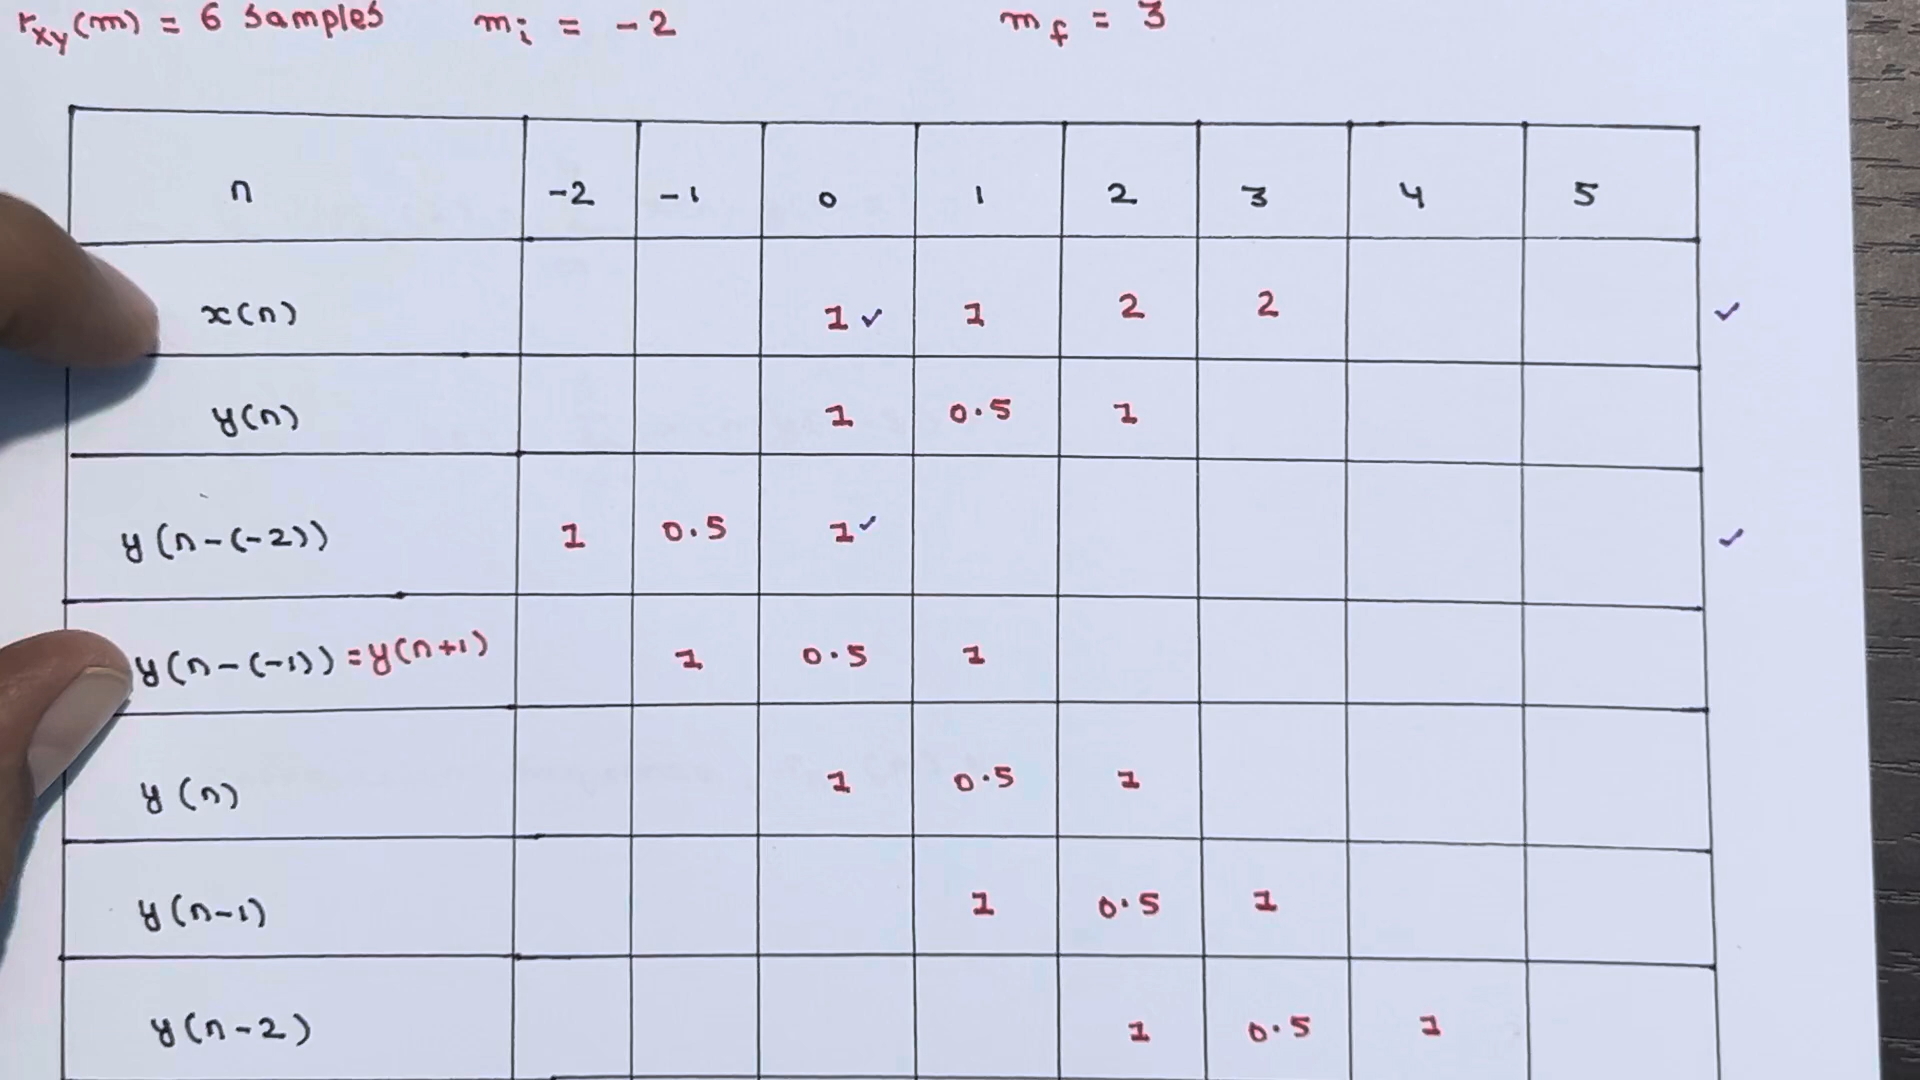 rxy(m) = 6 samples mi = -2 mf = 3
n -2 -1 0 1 2 3 4 5
x(n) 1 ✓ 1 2 2 ✓
y(n) 1 0.5 1
y(n-(-2)) 1 0.5 1 ✓ ✓
y(n-(-1)) = y(n+1) 1 0.5 1
y(n) 1 0.5 1
y(n-1) 1 0.5 1
y(n-2) 1 0.5 1